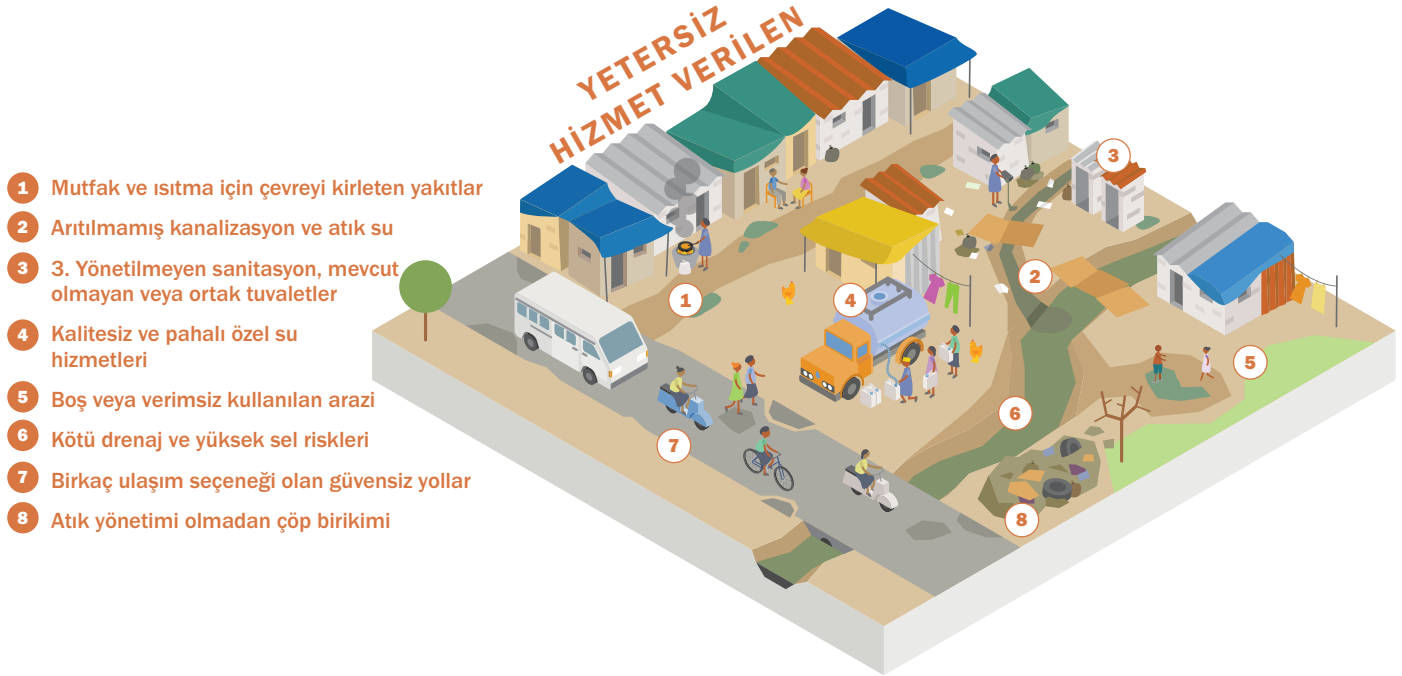 YETERSİZ
HİZMET VERİLEN
1 Mutfak ve ısıtma için çevreyi kirleten yakıtlar
2 Arıtılmamış kanalizasyon ve atık su
3 3. Yönetilmeyen sanitasyon, mevcut
olmayan veya ortak tuvaletler
4 Kalitesiz ve pahalı özel su
hizmetleri
5 Boş veya verimsiz kullanılan arazi
6 Kötü drenaj ve yüksek sel riskleri
7 Birkaç ulaşım seçeneği olan güvensiz yollar
8 Atık yönetimi olmadan çöp birikimi
3
2
1
4
5
6
7
8